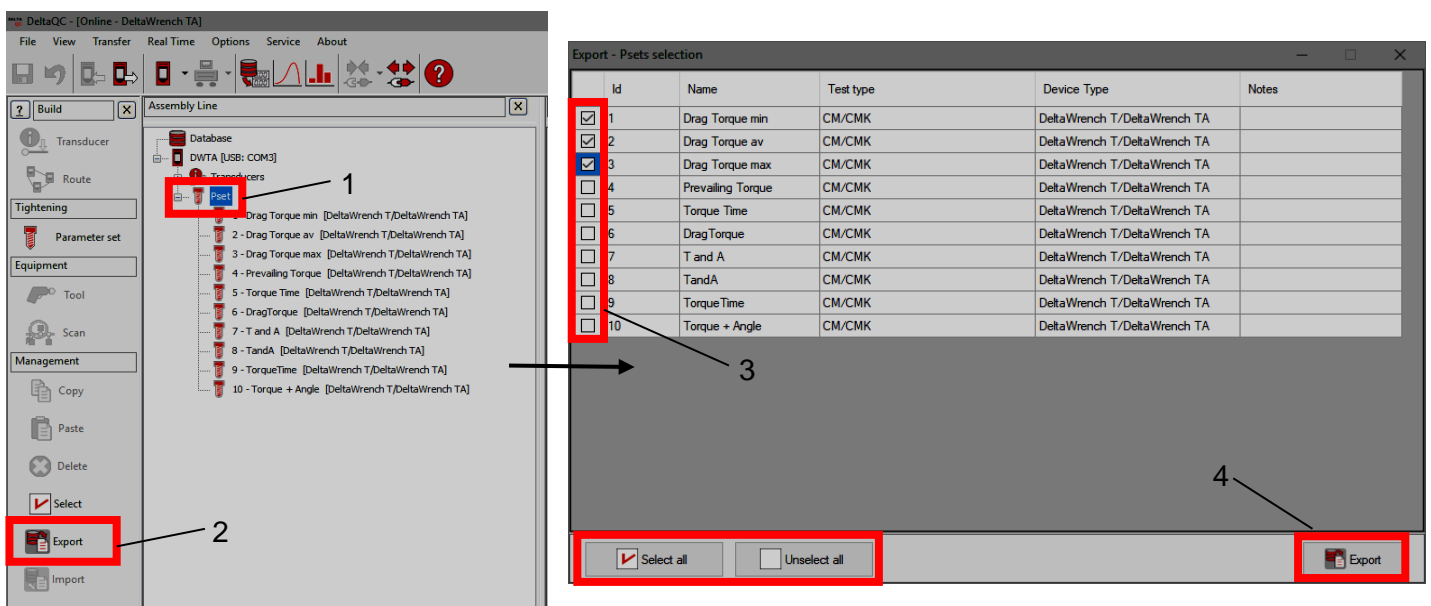 DeltaQC - [Online - DeltaWrench TA]
File View Transfer Real Time Options Service About
?
? Build X
Transducer
Route
Tightening
Parameter set
Equipment
Tool
Scan
Management
Copy
Paste
Delete
Select
Export
Import
2
Assembly Line X
Database
DWTA [USB: COM3]
Transducers
Pset
1
- Drag Torque min [DeltaWrench T/DeltaWrench TA]
2 - Drag Torque av [DeltaWrench T/DeltaWrench TA]
3 - Drag Torque max [DeltaWrench T/DeltaWrench TA]
4 - Prevailing Torque [DeltaWrench T/DeltaWrench TA]
5 - Torque Time [DeltaWrench T/DeltaWrench TA]
6 - DragTorque [DeltaWrench T/DeltaWrench TA]
7 - T and A [DeltaWrench T/DeltaWrench TA]
8 - TandA [DeltaWrench T/DeltaWrench TA]
9 - TorqueTime [DeltaWrench T/DeltaWrench TA]
10 - Torque + Angle [DeltaWrench T/DeltaWrench TA]
Export - Psets selection
Id Name Test type Device Type Notes
1 Drag Torque min CM/CMK DeltaWrench T/DeltaWrench TA
2 Drag Torque av CM/CMK DeltaWrench T/DeltaWrench TA
3 Drag Torque max CM/CMK DeltaWrench T/DeltaWrench TA
4 Prevailing Torque CM/CMK DeltaWrench T/DeltaWrench TA
5 Torque Time CM/CMK DeltaWrench T/DeltaWrench TA
6 DragTorque CM/CMK DeltaWrench T/DeltaWrench TA
7 T and A CM/CMK DeltaWrench T/DeltaWrench TA
8 TandA CM/CMK DeltaWrench T/DeltaWrench TA
9 TorqueTime CM/CMK DeltaWrench T/DeltaWrench TA
10 Torque + Angle CM/CMK DeltaWrench T/DeltaWrench TA
3
4
Select all Unselect all Export